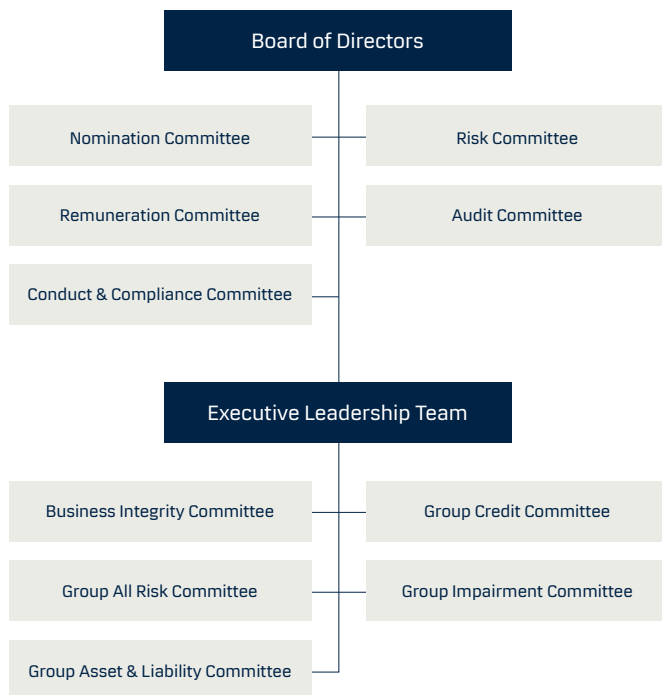 Board of Directors
Nomination Committee
Risk Committee
Remuneration Committee
Audit Committee
Conduct & Compliance Committee
Executive Leadership Team
Business Integrity Committee
Group Credit Committee
Group All Risk Committee
Group Impairment Committee
Group Asset & Liability Committee